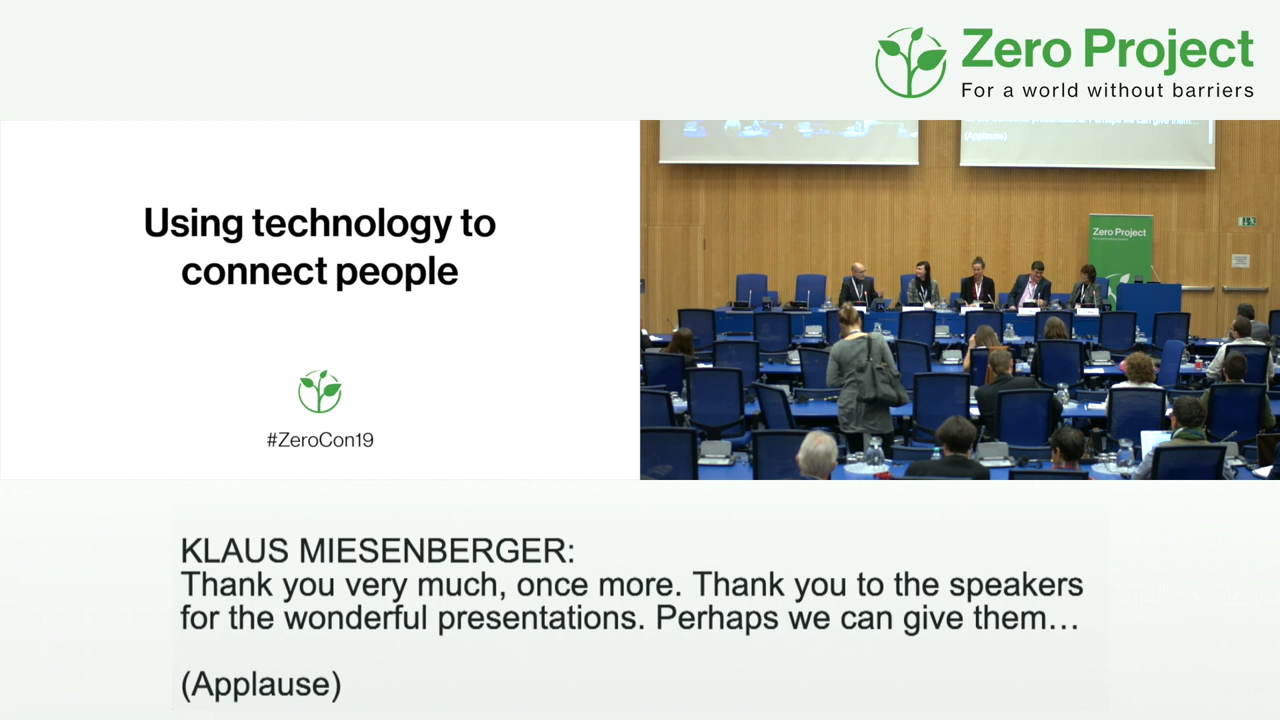 Zero Project
For a world without barriers
Using technology to
connect people
#ZeroCon19
(Applause)
Zero Project
KLAUS MIESENBERGER:
Thank you very much, once more. Thank you to the speakers
for the wonderful presentations. Perhaps we can give them…
(Applause)